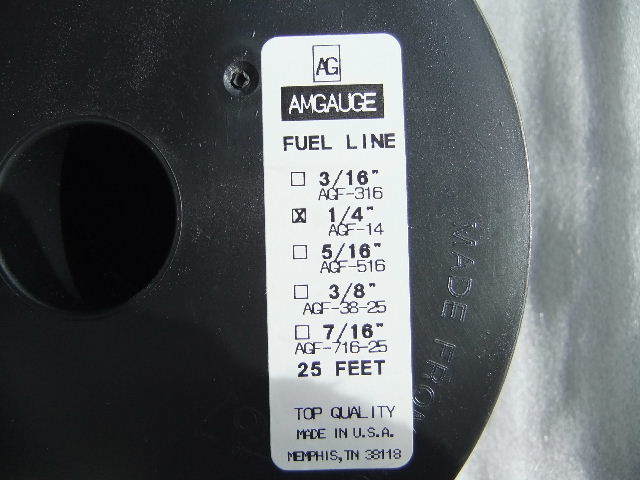 AG
AMGAUGE
FUEL LINE
3/16"
AGF-316
1/4"
AGF-14
5/16"
AGF-516
3/8"
AGF-38-25
7/16"
AGF-716-25
25 FEET
TOP QUALITY
MADE IN U.S.A.
MEMPHIS, TN 38118
MADE FROM